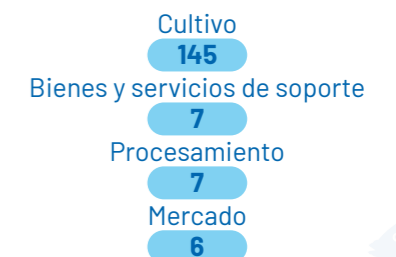 Cultivo
145
Bienes y servicios de soporte
7
Procesamiento
7
Mercado
6